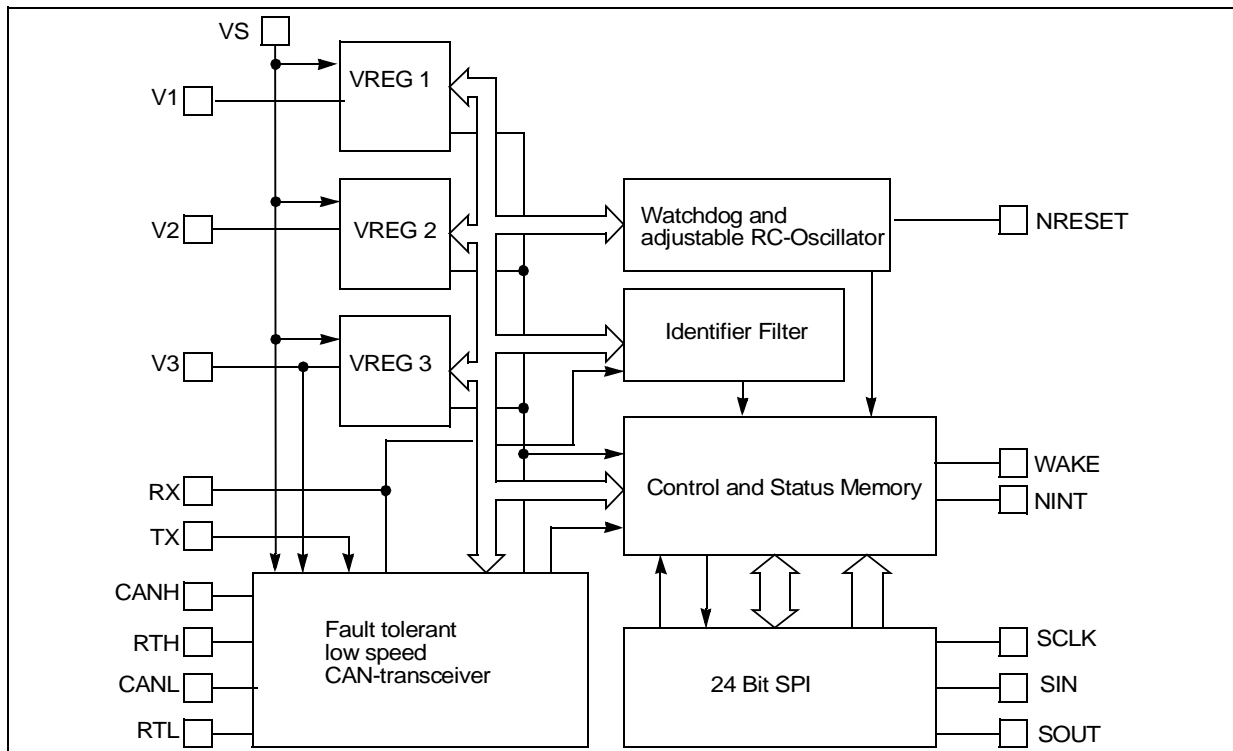 VS
VREG 1
V1
VREG 2
V2
Watchdog and
adjustable RC-Oscillator
NRESET
Identifier Filter
VREG 3
V3
RX
Control and Status Memory
WAKE
NINT
TX
CANH
RTH
CANL
RTL
Fault tolerant
low speed
CAN-transceiver
24 Bit SPI
SCLK
SIN
SOUT